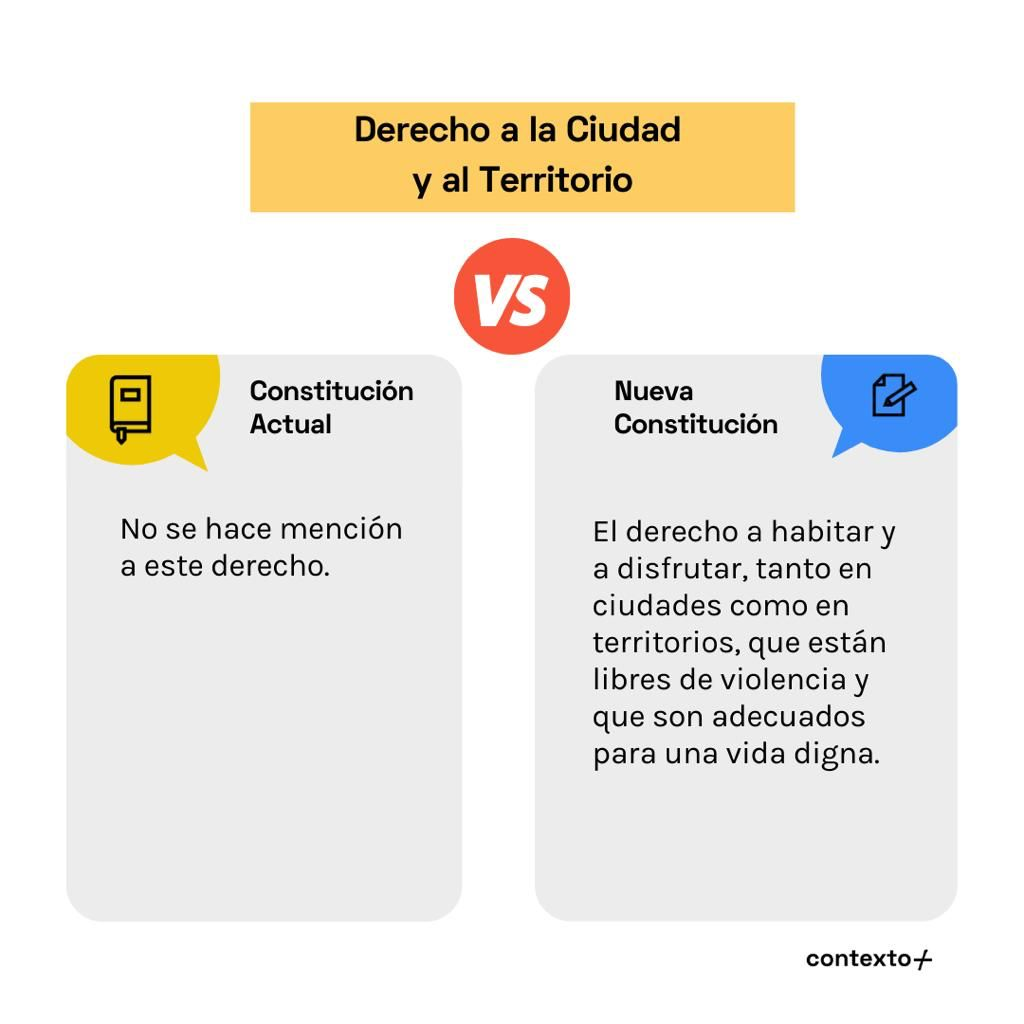 Derecho a la Ciudad
y al Territorio
VS
Constitución
Actual
No se hace mención
a este derecho.
Nueva
Constitución
El derecho a habitar y
a disfrutar, tanto en
ciudades como en
territorios, que están
libres de violencia y
que son adecuados
para una vida digna.
contexto+